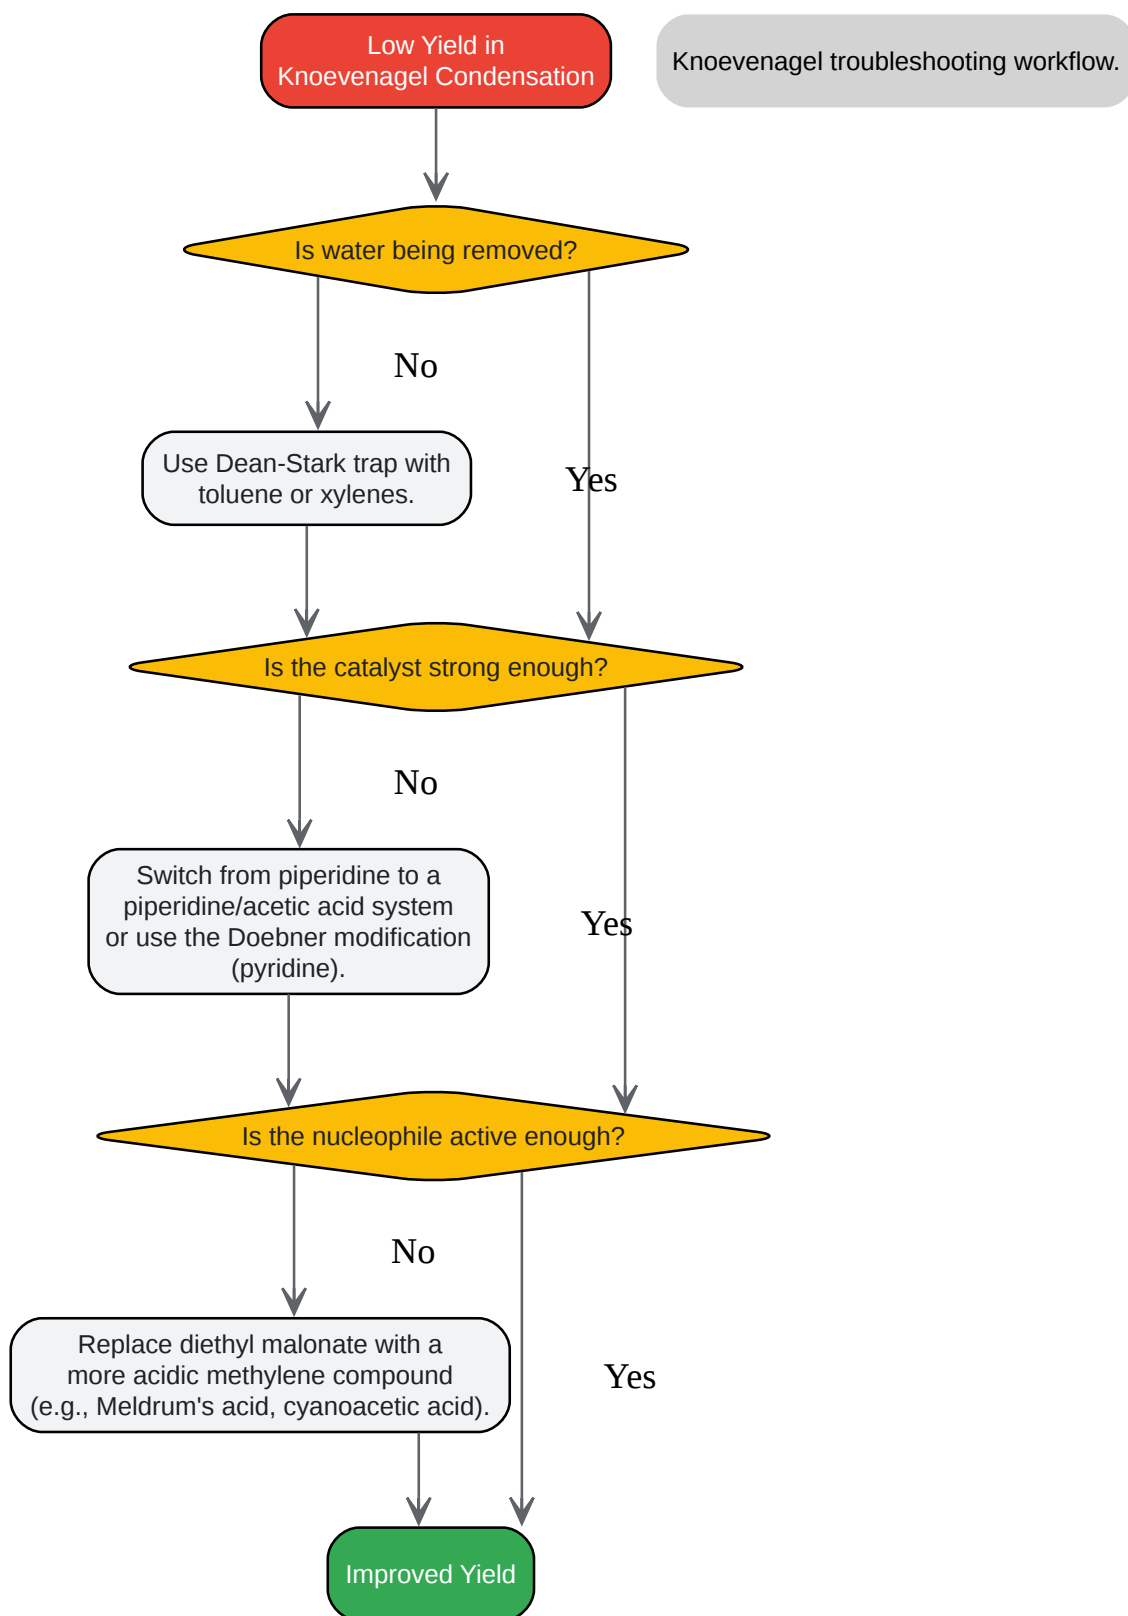 Low Yield in
Knoevenagel Condensation
Knoevenagel troubleshooting workflow.
Is water being removed?
No
Use Dean-Stark trap with
toluene or xylenes.
Yes
Is the catalyst strong enough?
No
Switch from piperidine to a
piperidine/acetic acid system
or use the Doebner modification
(pyridine).
Yes
Is the nucleophile active enough?
No
Replace diethyl malonate with a
more acidic methylene compound
(e.g., Meldrum's acid, cyanoacetic acid).
Yes
Improved Yield